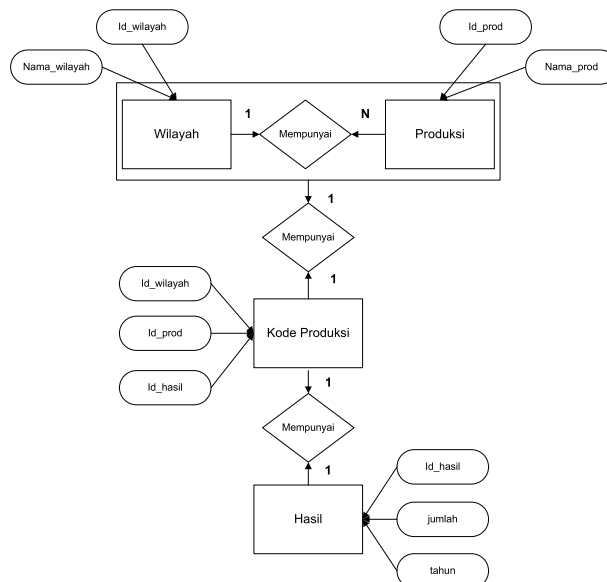 Id_wilayah
Id_prod
Nama_wilayah
Nama_prod
1
N
Wilayah
Mempunyai
Produksi
1
Mempunyai
Id_wilayah
1
Id_prod
Kode Produksi
Id_hasil
1
Mempunyai
Id_hasil
1
Hasil
jumlah
tahun